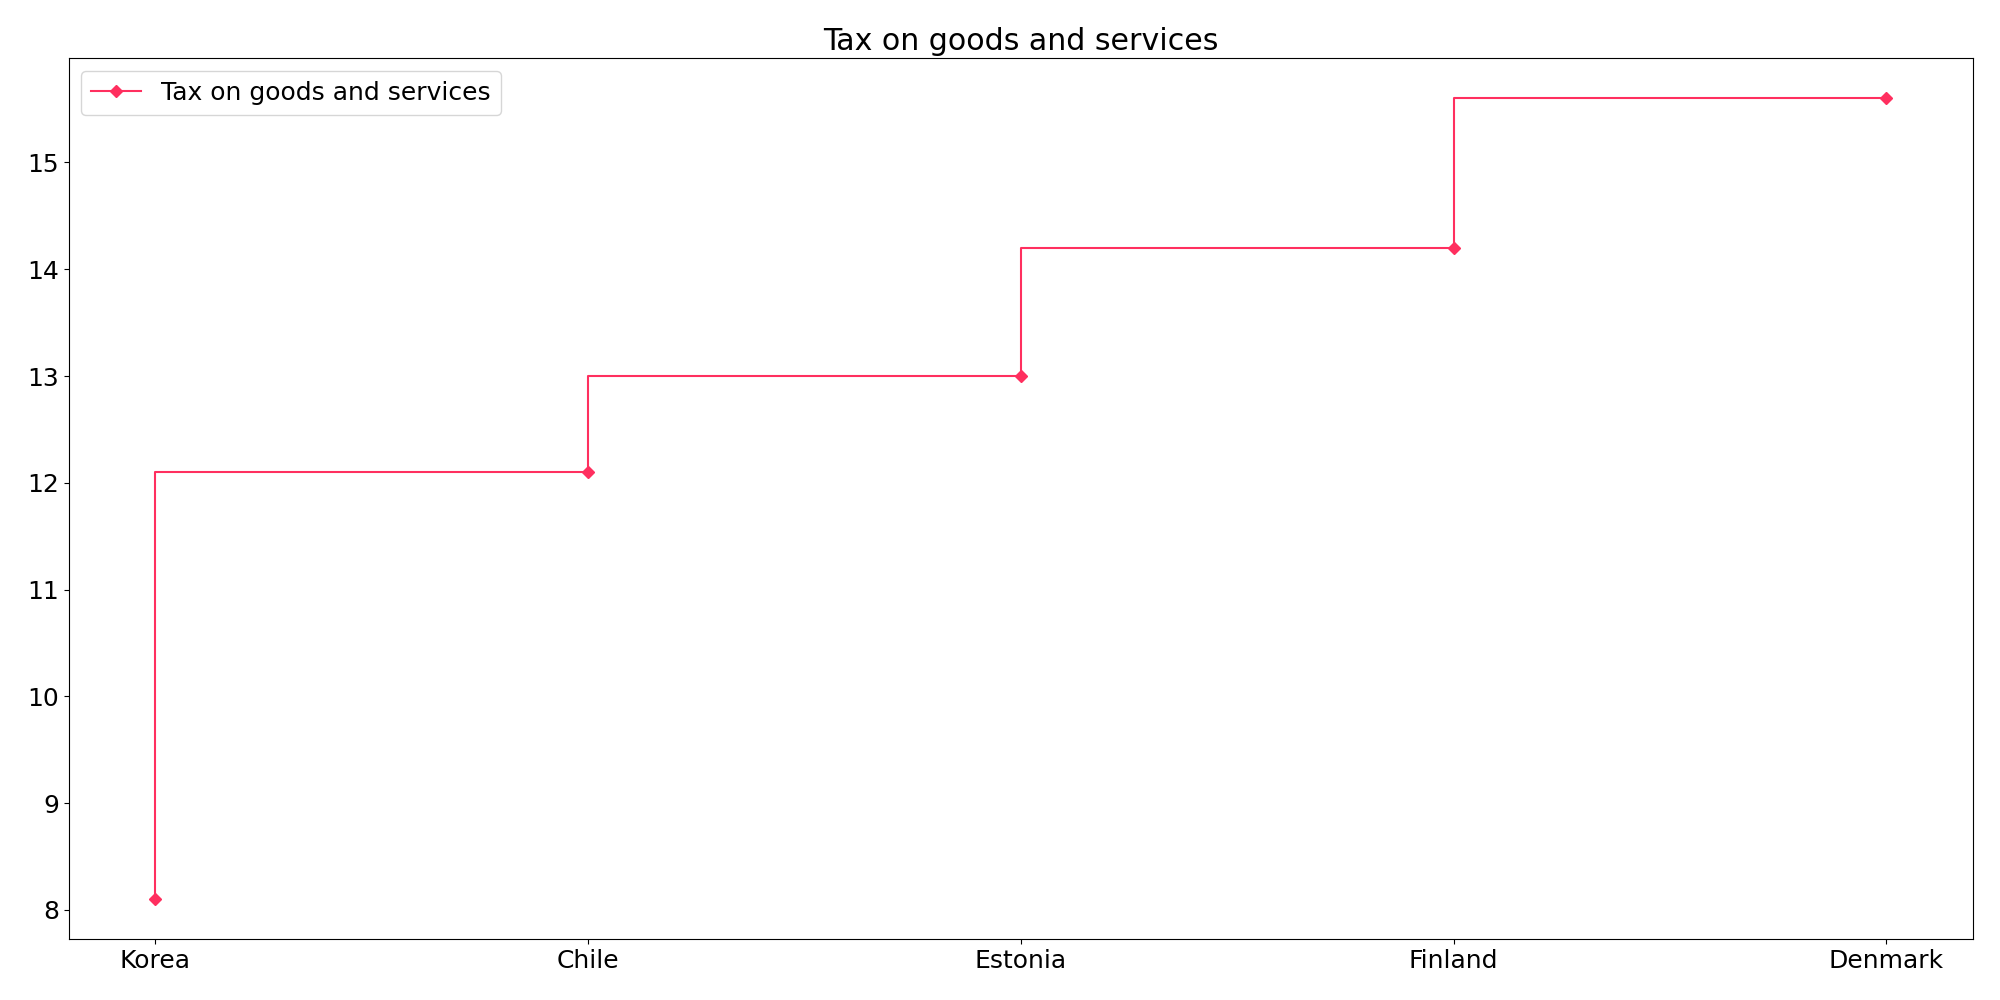 Tax on goods and services
Tax on goods and services
15
14
13
12
11
10
9
8
Korea Chile Estonia Finland Denmark